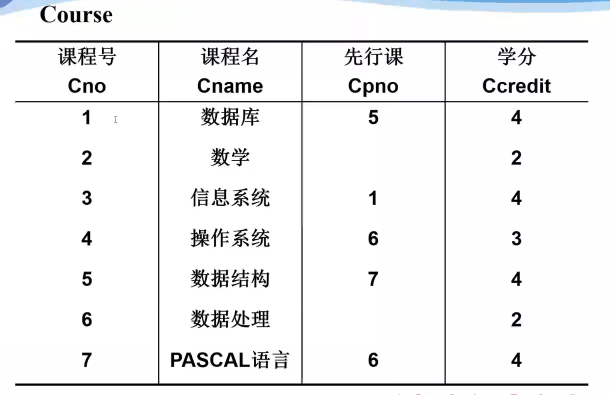 Course
课程号 课程名 先行课 学分
Cno Cname Cpno Ccredit
1 数据库 5 4
2 数学 2
3 信息系统 1 4
4 操作系统 6 3
5 数据结构 7 4
6 数据处理 2
7 PASCAL语言 6 4